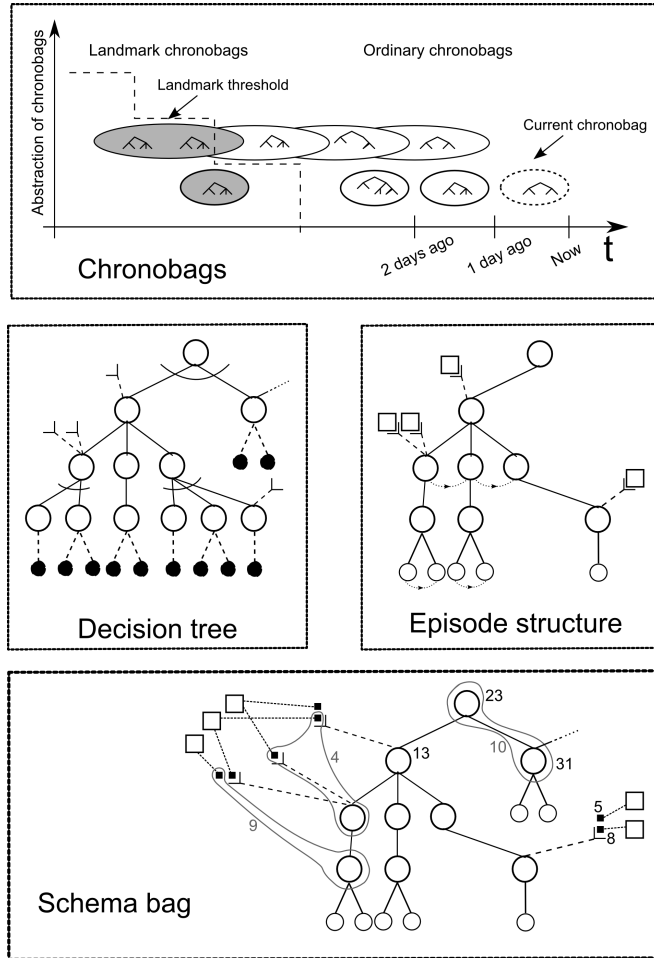 Landmark chronobags
Ordinary chronobags
Landmark threshold
Current chronobag
Abstraction of chronobags
2 days ago
1 day ago
Now
t
Chronobags
Decision tree
Episode structure
23
10
31
13
4
9
5
8
Schema bag